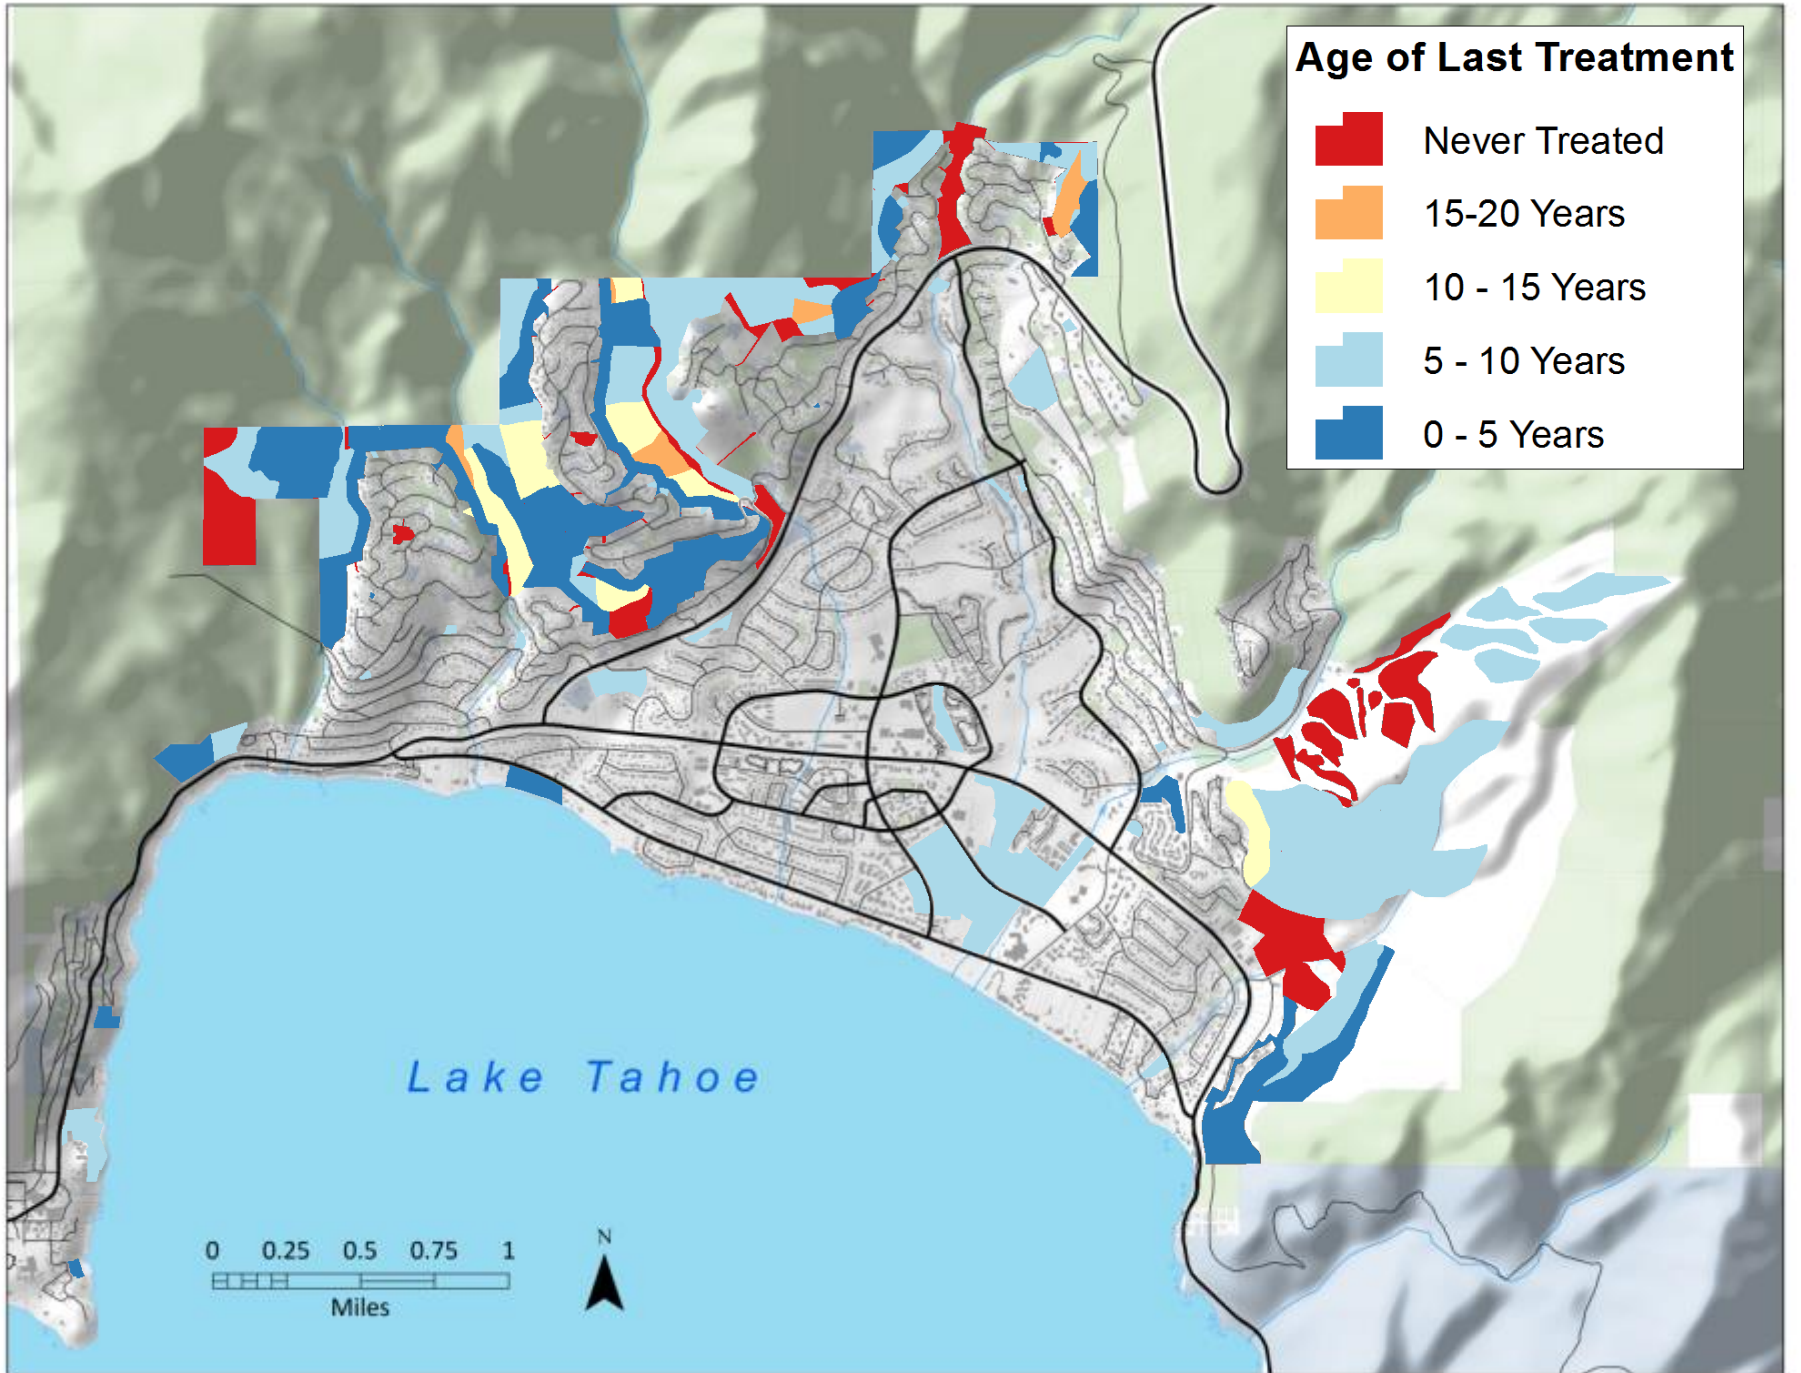 Age of Last Treatment
Never Treated
15-20 Years
10 - 15 Years
5 - 10 Years
0 - 5 Years
Lake Tahoe
N
0 0.25 0.5 0.75 1
Miles